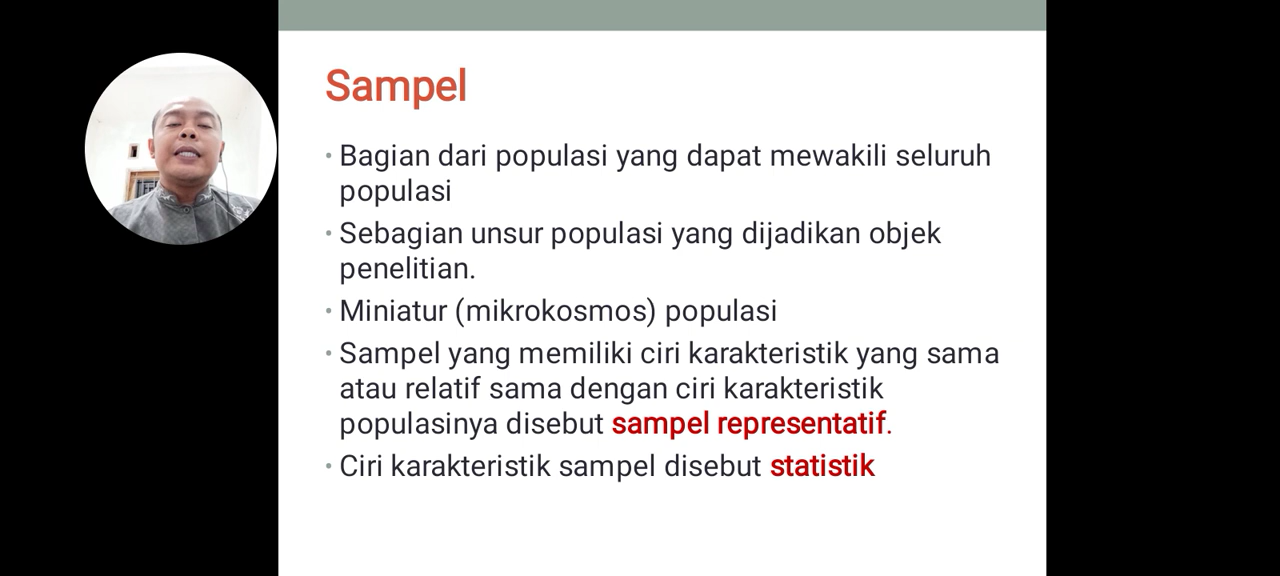 Sampel
• Bagian dari populasi yang dapat mewakili seluruh
populasi
• Sebagian unsur populasi yang dijadikan objek
penelitian.
• Miniatur (mikrokosmos) populasi
• Sampel yang memiliki ciri karakteristik yang sama
atau relatif sama dengan ciri karakteristik
populasinya disebut sampel representatif.
• Ciri karakteristik sampel disebut statistik